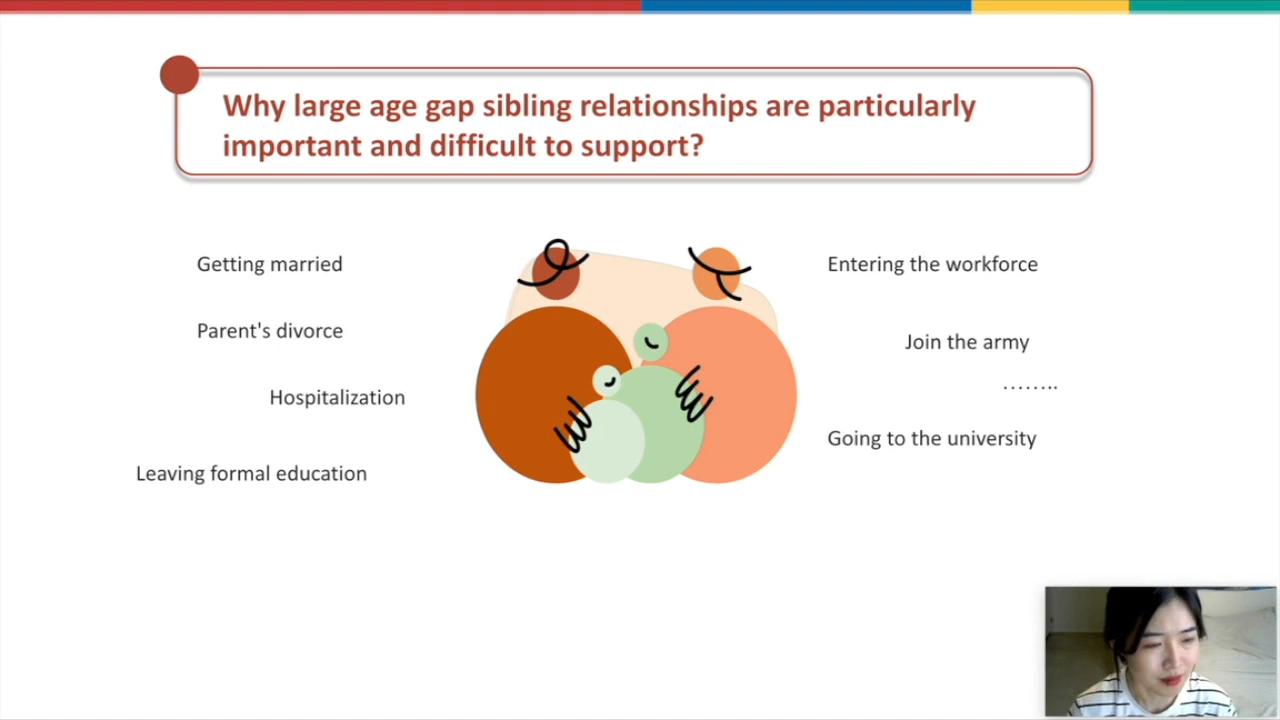 Why large age gap sibling relationships are particularly
important and difficult to support?
Getting married
Parent's divorce
Hospitalization
Leaving formal education
Entering the workforce
Join the army
……..
Going to the university